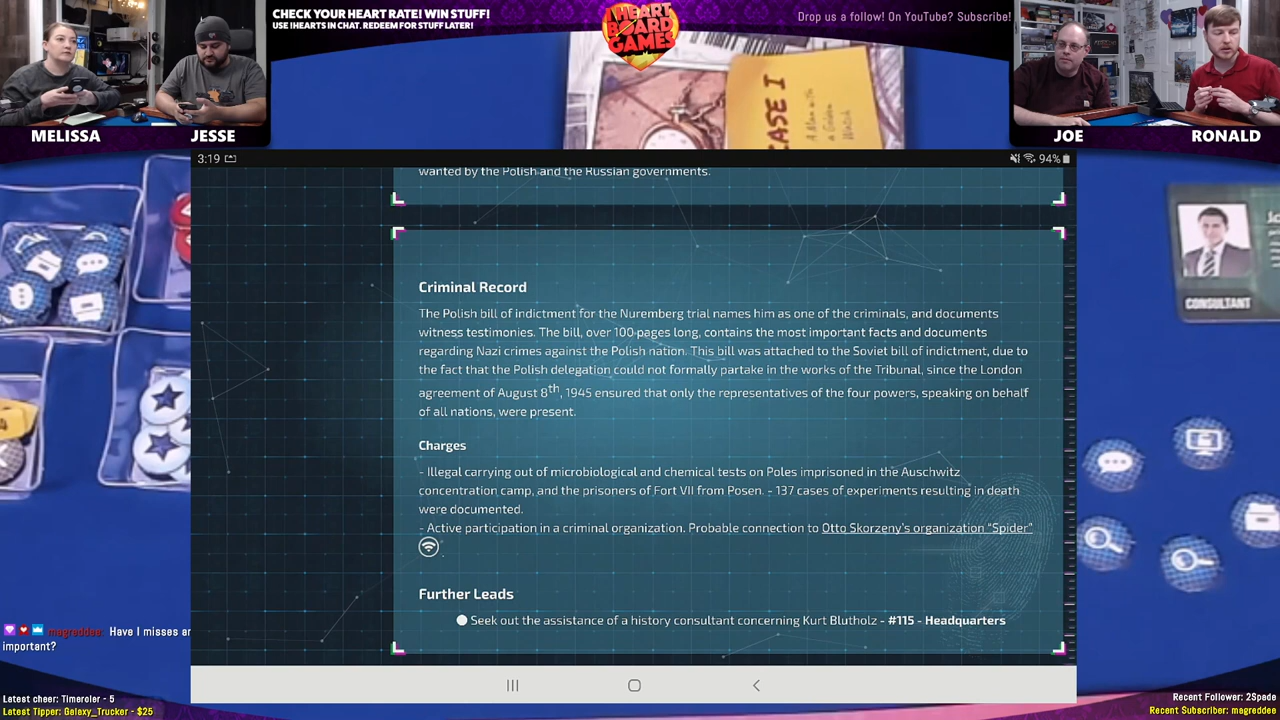 CHECK YOUR HEART RATE! WIN STUFF!
USE !HEARTS IN CHAT. REDEEM FOR STUFF LATER!
I HEART
BOARD
GAMES
Drop us a follow! On YouTube? Subscribe!
MELISSA
JESSE
JOE
RONALD
CASE I
A Man with
a Golden
Watch
3:19
94%
wanted by the Polish and the Russian governments.
CONSULTANT
Criminal Record
The Polish bill of indictment for the Nuremberg trial names him as one of the criminals, and documents
witness testimonies. The bill, over 100 pages long, contains the most important facts and documents
regarding Nazi crimes against the Polish nation. This bill was attached to the Soviet bill of indictment, due to
the fact that the Polish delegation could not formally partake in the works of the Tribunal, since the London
agreement of August 8th, 1945 ensured that only the representatives of the four powers, speaking on behalf
of all nations, were present.
Charges
- Illegal carrying out of microbiological and chemical tests on Poles imprisoned in the Auschwitz
concentration camp, and the prisoners of Fort VII from Posen. - 137 cases of experiments resulting in death
were documented.
- Active participation in a criminal organization. Probable connection to Otto Skorzeny's organization "Spider"
Further Leads
Seek out the assistance of a history consultant concerning Kurt Blutholz - #115 - Headquarters
magreddee Have I misses
important?
Latest cheer: Timeroler - 5
Latest Tipper: Galaxy_Trucker - $25
Recent Follower: 2Spade
Recent Subscriber: magreddee